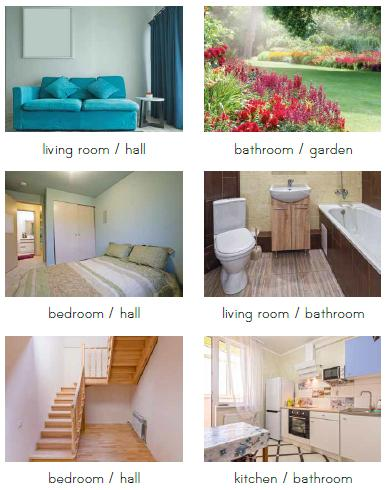 living room / hall
bathroom / garden
bedroom / hall
living room / bathroom
bedroom / hall
kitchen / bathroom